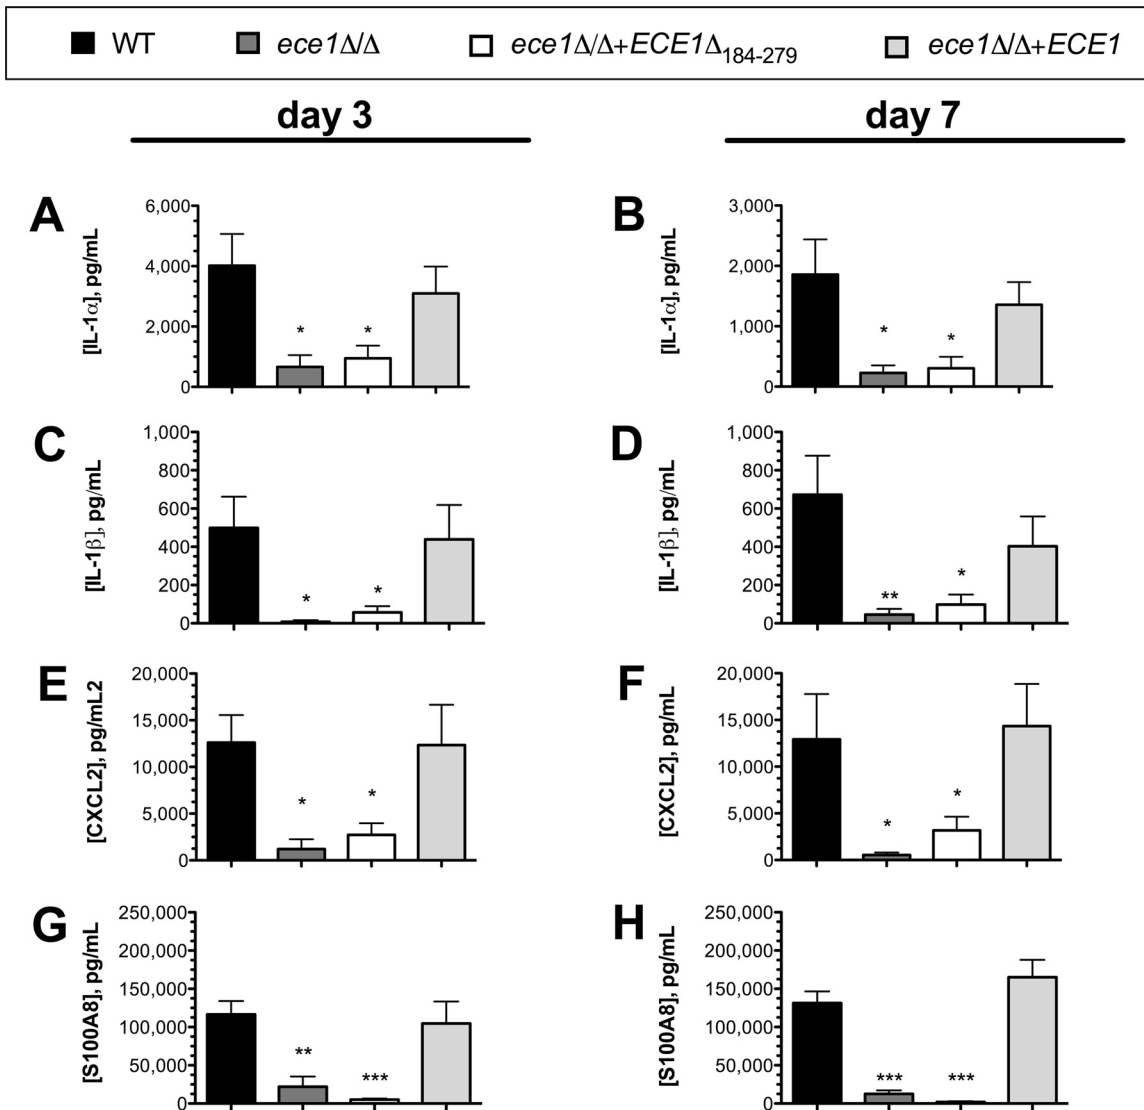 WT ece1Δ/Δ ece1Δ/Δ+ECE1Δ184-279 ece1Δ/Δ+ECE1
day 3 day 7
A
[IL-1α], pg/mL
6,000
4,000
2,000
0
* *
B
[IL-1α], pg/mL
3,000
2,000
1,000
0
* *
C
[IL-1β], pg/mL
1,000
800
600
400
200
0
* *
D
[IL-1β], pg/mL
1,000
800
600
400
200
0
** *
E
[CXCL2], pg/mL2
20,000
15,000
10,000
5,000
0
* *
F
[CXCL2], pg/mL
20,000
15,000
10,000
5,000
0
* *
G
[S100A8], pg/mL
250,000
200,000
150,000
100,000
50,000
0
** ***
H
[S100A8], pg/mL
250,000
200,000
150,000
100,000
50,000
0
*** ***